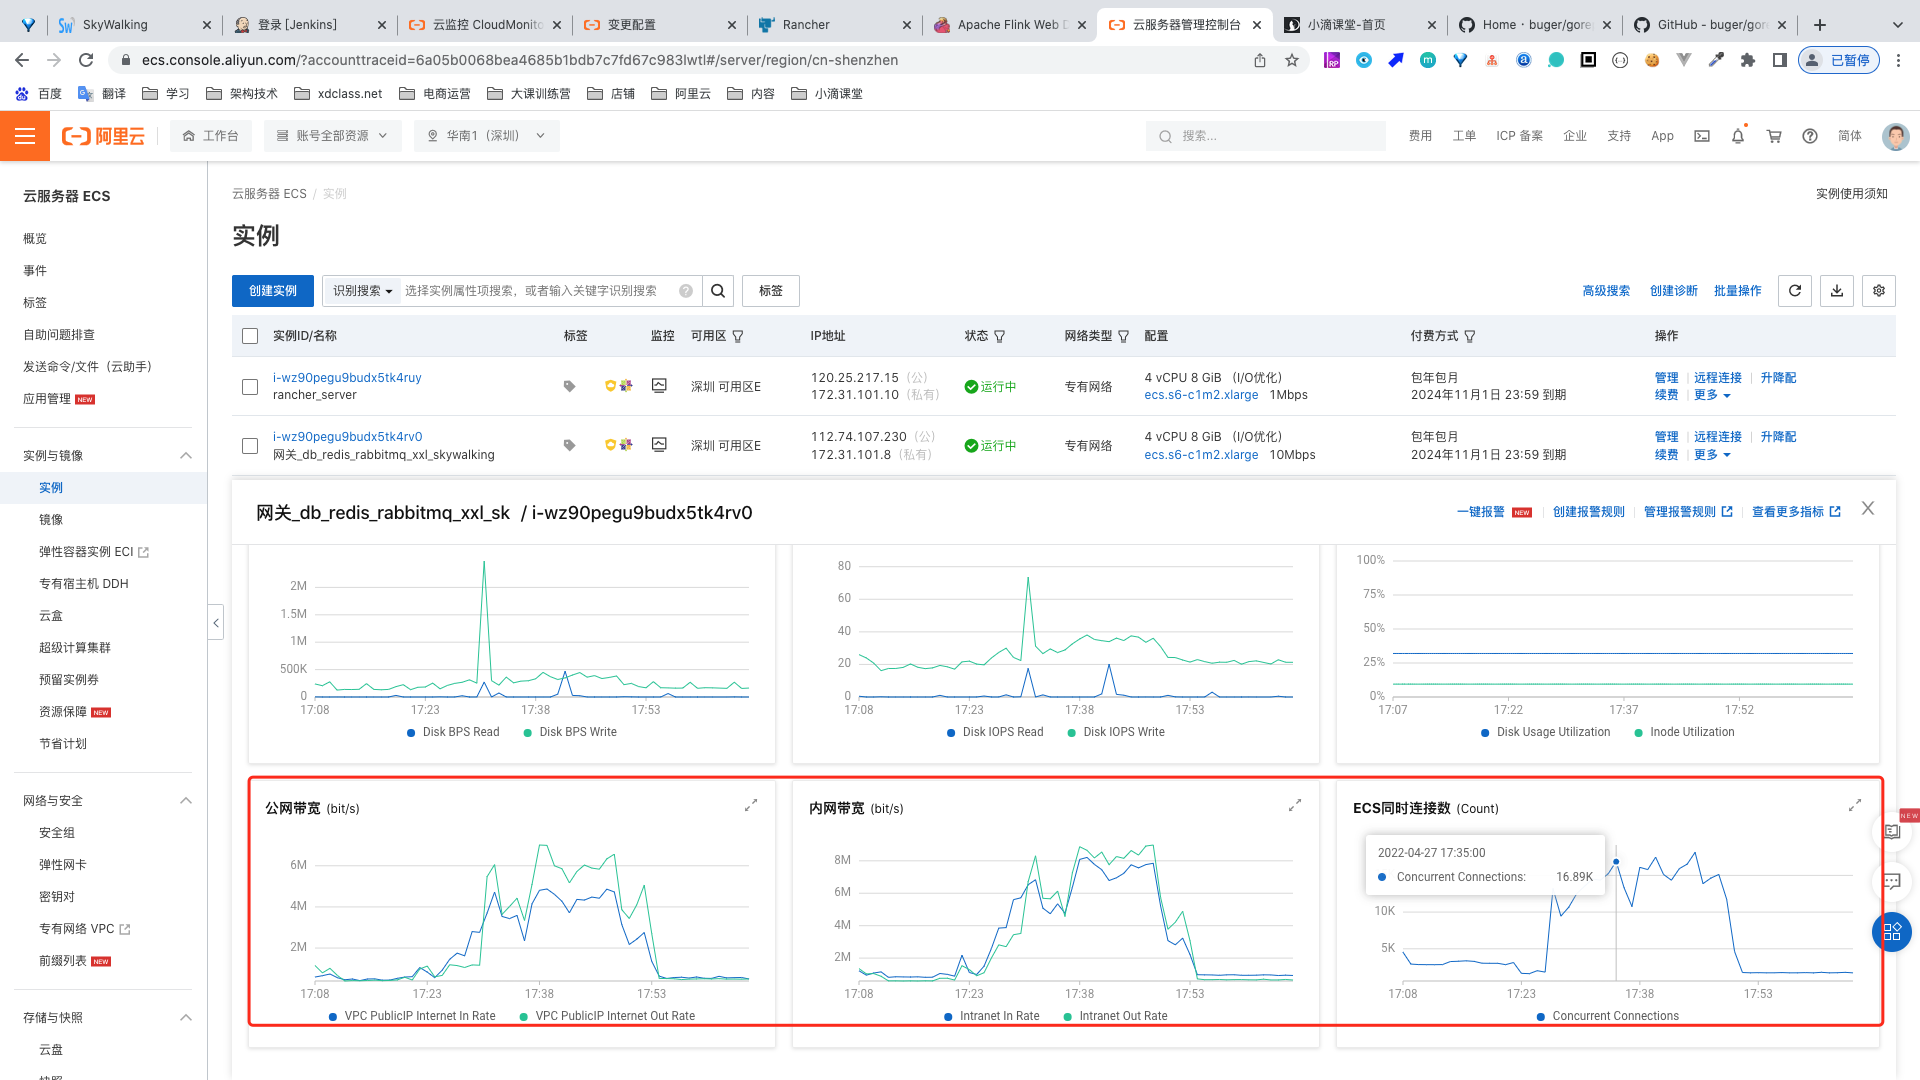 SkyWalking
登录 [Jenkins]
云监控 CloudMonito
变更配置
Rancher
Apache Flink Web D
云服务器管理控制台
小滴课堂-首页
Home · buger/gore
GitHub - buger/gore
ecs.console.aliyun.com/?accounttraceid=6a05b0068bea4685b1bdb7c7fd67c983lwtl#/server/region/cn-shenzhen
已暂停
百度
翻译
学习
架构技术
xdclass.net
电商运营
大课训练营
店铺
阿里云
内容
小滴课堂
阿里云
工作台
账号全部资源
华南1（深圳）
搜索...
费用
工单
ICP 备案
企业
支持
App
简体
云服务器 ECS
概览
事件
标签
自助问题排查
发送命令/文件（云助手）
应用管理 NEW
实例与镜像
实例
镜像
弹性容器实例 ECI
专有宿主机 DDH
云盒
超级计算集群
预留实例券
资源保障 NEW
节省计划
网络与安全
安全组
弹性网卡
密钥对
专有网络 VPC
前缀列表 NEW
存储与快照
云盘
云服务器 ECS / 实例
实例使用须知
实例
创建实例
识别搜索
选择实例属性项搜索，或者输入关键字识别搜索
标签
高级搜索
创建诊断
批量操作
实例ID/名称 标签 监控 可用区 IP地址 状态 网络类型 配置 付费方式 操作
i-wz90pegu9budx5tk4ruy 120.25.217.15（公） 4 vCPU 8 GiB （I/O优化） 包年包月 管理 远程连接 升降配
rancher_server 深圳 可用区E 172.31.101.10（私有） 运行中 专有网络 ecs.s6-c1m2.xlarge 1Mbps 2024年11月1日 23:59 到期 续费 更多
i-wz90pegu9budx5tk4rv0 112.74.107.230（公） 4 vCPU 8 GiB （I/O优化） 包年包月 管理 远程连接 升降配
网关_db_redis_rabbitmq_xxl_skywalking 深圳 可用区E 172.31.101.8（私有） 运行中 专有网络 ecs.s6-c1m2.xlarge 10Mbps 2024年11月1日 23:59 到期 续费 更多
网关_db_redis_rabbitmq_xxl_sk / i-wz90pegu9budx5tk4rv0
一键报警 NEW
创建报警规则
管理报警规则
查看更多指标
2M
1.5M
1M
500K
0
17:08 17:23 17:38 17:53
Disk BPS Read Disk BPS Write
80
60
40
20
0
17:08 17:23 17:38 17:53
Disk IOPS Read Disk IOPS Write
100%
75%
50%
25%
0%
17:07 17:22 17:37 17:52
Disk Usage Utilization Inode Utilization
公网带宽 (bit/s)
6M
4M
2M
17:08 17:23 17:38 17:53
VPC PublicIP Internet In Rate VPC PublicIP Internet Out Rate
内网带宽 (bit/s)
8M
6M
4M
2M
17:08 17:23 17:38 17:53
Intranet In Rate Intranet Out Rate
ECS同时连接数 (Count)
2022-04-27 17:35:00
Concurrent Connections: 16.89K
10K
5K
17:08 17:23 17:38 17:53
Concurrent Connections
NEW